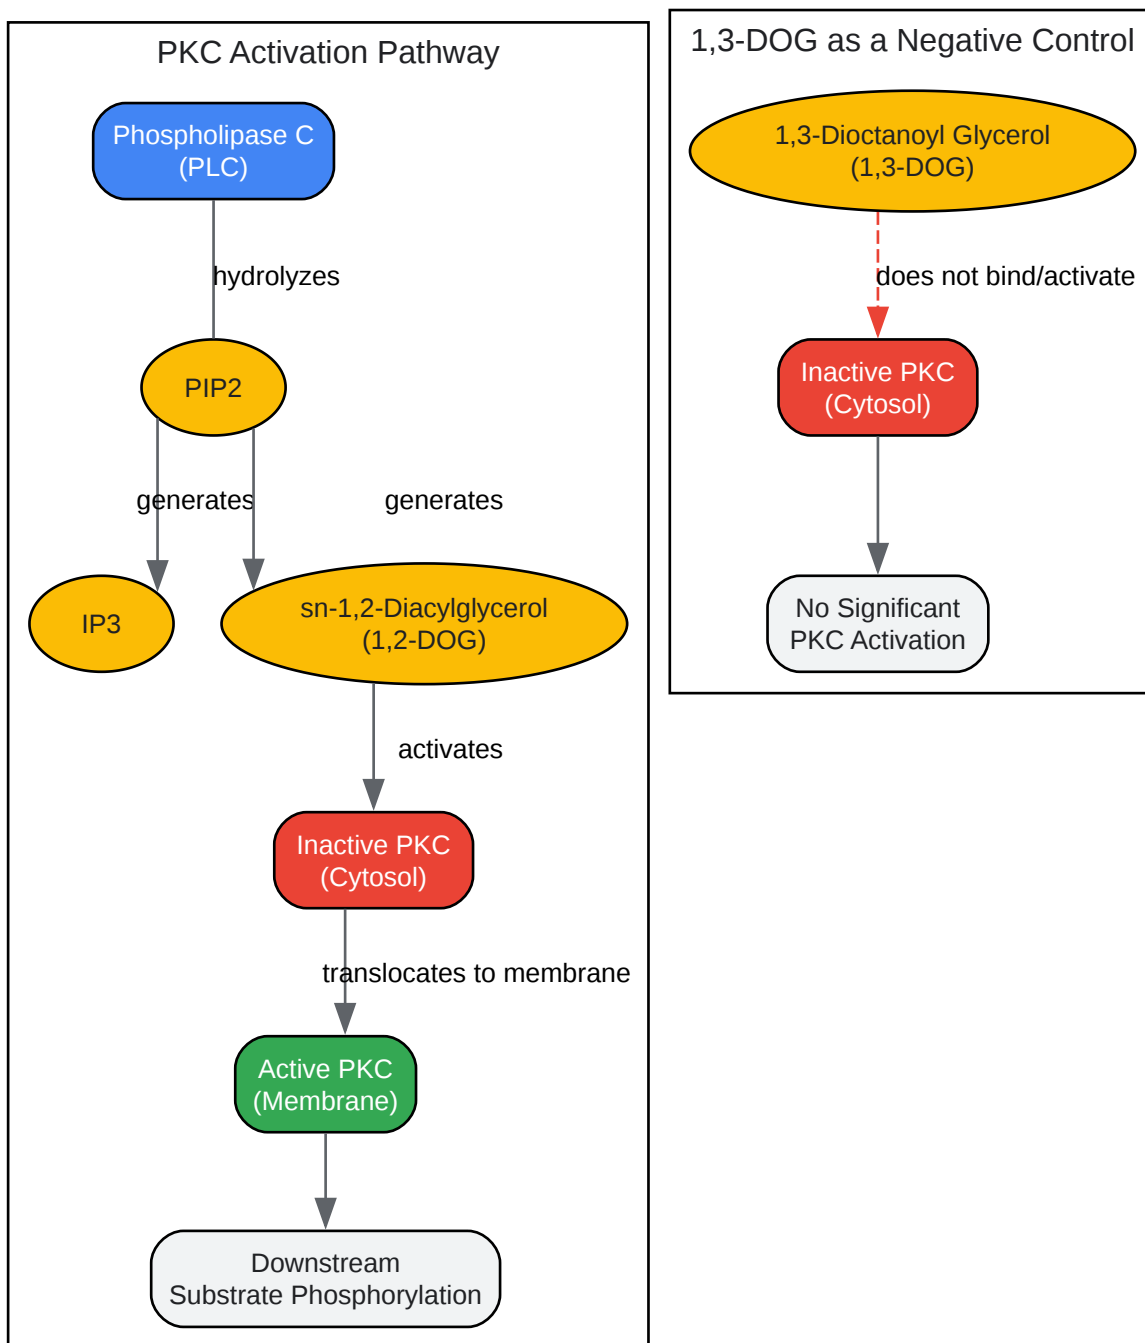 PKC Activation Pathway
Phospholipase C
(PLC)
hydrolyzes
PIP2
generates
generates
IP3
sn-1,2-Diacylglycerol
(1,2-DOG)
activates
Inactive PKC
(Cytosol)
translocates to membrane
Active PKC
(Membrane)
Downstream
Substrate Phosphorylation
1,3-DOG as a Negative Control
1,3-Dioctanoyl Glycerol
(1,3-DOG)
does not bind/activate
Inactive PKC
(Cytosol)
No Significant
PKC Activation